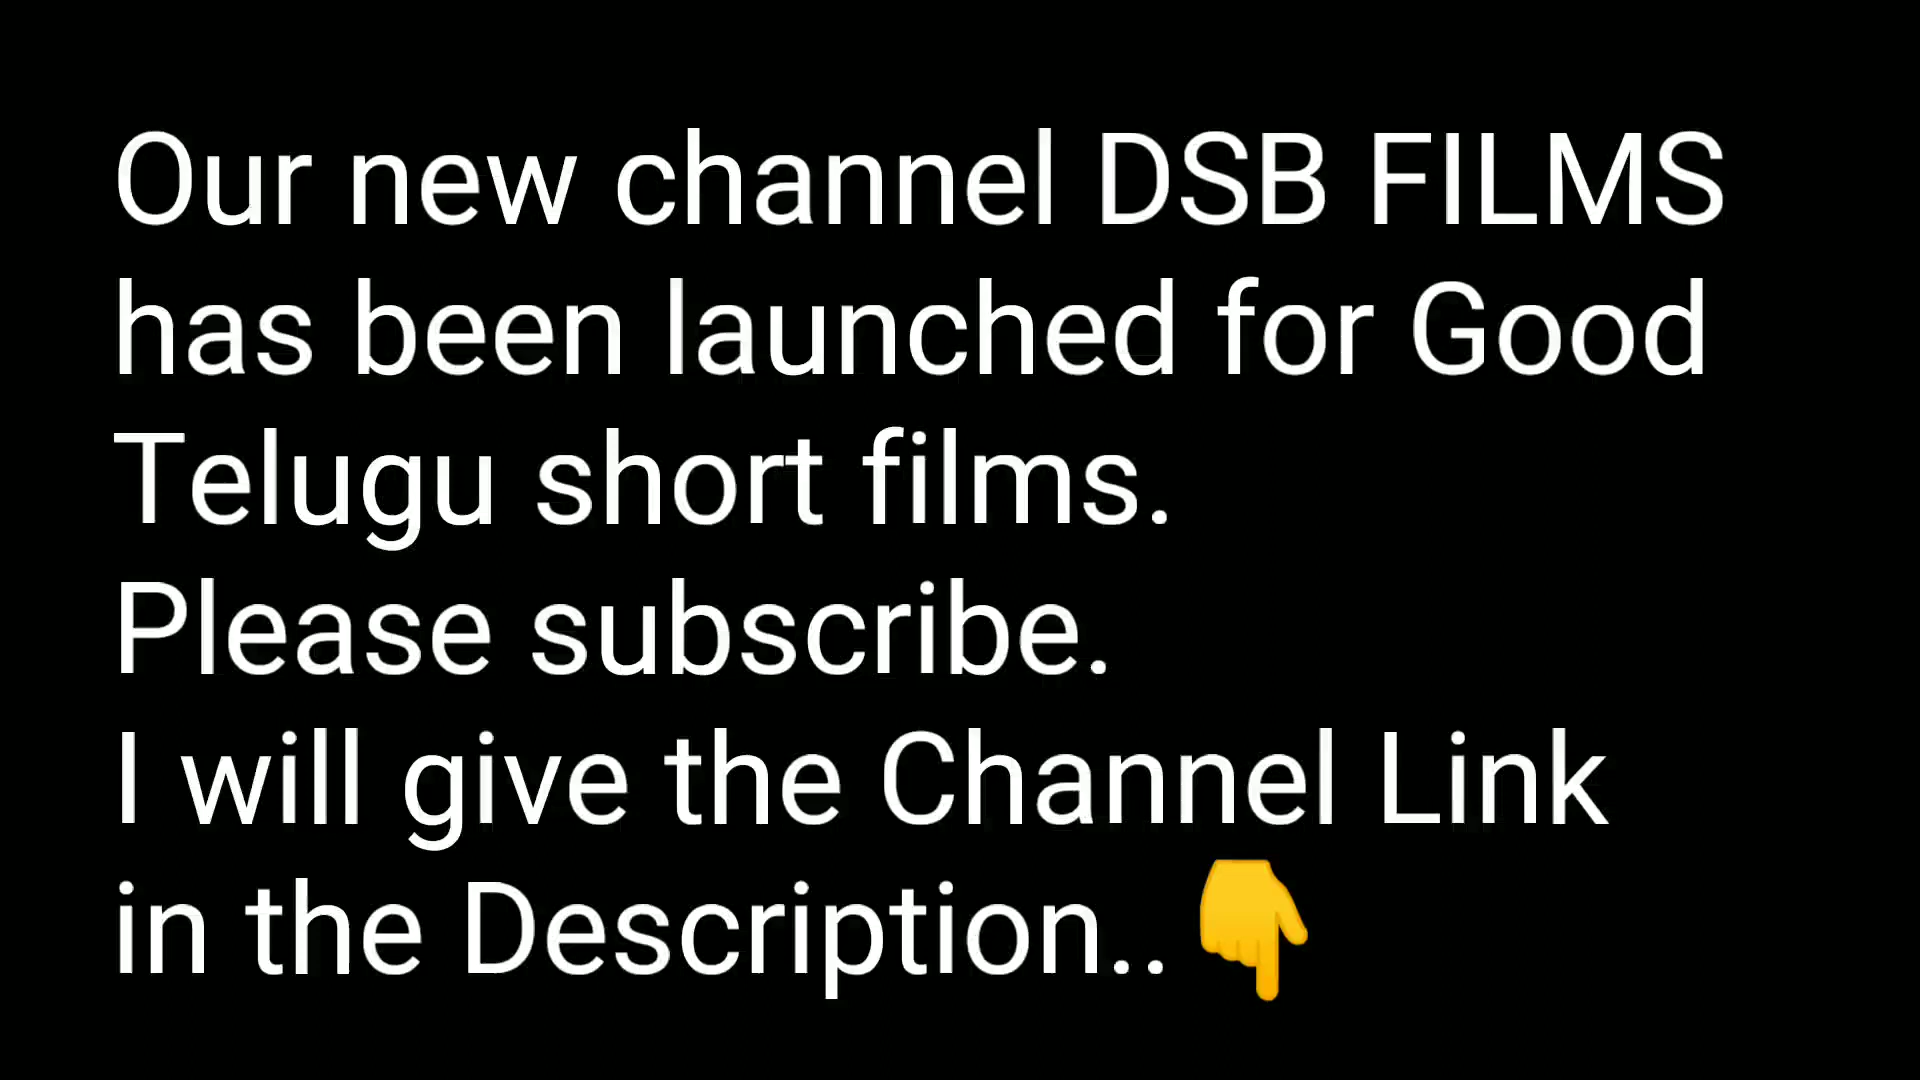 Our new channel DSB FILMS
has been launched for Good
Telugu short films.
Please subscribe.
I will give the Channel Link
in the Description..👇